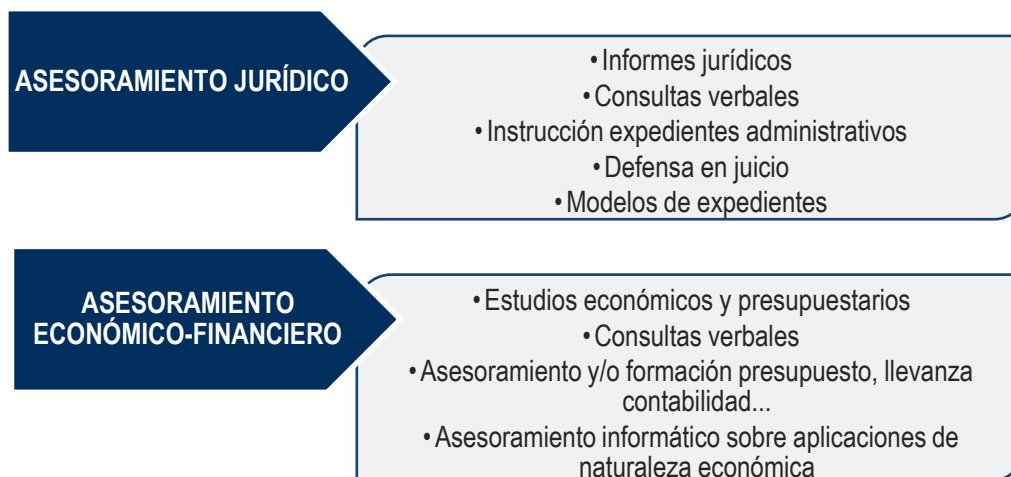 ASESORAMIENTO JURÍDICO
• Informes jurídicos
• Consultas verbales
• Instrucción expedientes administrativos
• Defensa en juicio
• Modelos de expedientes
ASESORAMIENTO
ECONÓMICO-FINANCIERO
• Estudios económicos y presupuestarios
• Consultas verbales
• Asesoramiento y/o formación presupuesto, llevanza
contabilidad...
• Asesoramiento informático sobre aplicaciones de
naturaleza económica